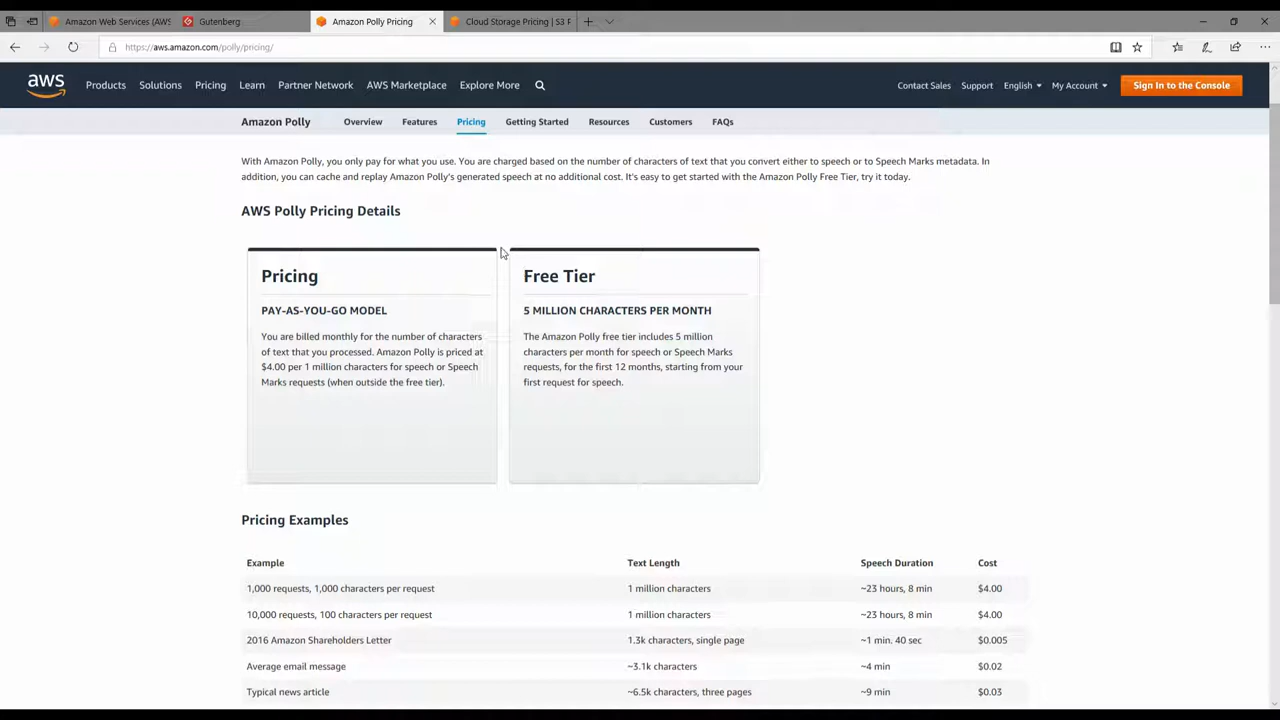 Amazon Web Services (AWS
Gutenberg
Amazon Polly Pricing
Cloud Storage Pricing | S3 P
https://aws.amazon.com/polly/pricing/
aws
Products
Solutions
Pricing
Learn
Partner Network
AWS Marketplace
Explore More
Contact Sales
Support
English
My Account
Sign In to the Console
Amazon Polly
Overview
Features
Pricing
Getting Started
Resources
Customers
FAQs
With Amazon Polly, you only pay for what you use. You are charged based on the number of characters of text that you convert either to speech or to Speech Marks metadata. In
addition, you can cache and replay Amazon Polly's generated speech at no additional cost. It's easy to get started with the Amazon Polly Free Tier, try it today.
AWS Polly Pricing Details
Pricing
PAY-AS-YOU-GO MODEL
You are billed monthly for the number of characters
of text that you processed. Amazon Polly is priced at
$4.00 per 1 million characters for speech or Speech
Marks requests (when outside the free tier).
Free Tier
5 MILLION CHARACTERS PER MONTH
The Amazon Polly free tier includes 5 million
characters per month for speech or Speech Marks
requests, for the first 12 months, starting from your
first request for speech.
Pricing Examples
Example Text Length Speech Duration Cost
1,000 requests, 1,000 characters per request 1 million characters ~23 hours, 8 min $4.00
10,000 requests, 100 characters per request 1 million characters ~23 hours, 8 min $4.00
2016 Amazon Shareholders Letter 1.3k characters, single page ~1 min. 40 sec $0.005
Average email message ~3.1k characters ~4 min $0.02
Typical news article ~6.5k characters, three pages ~9 min $0.03